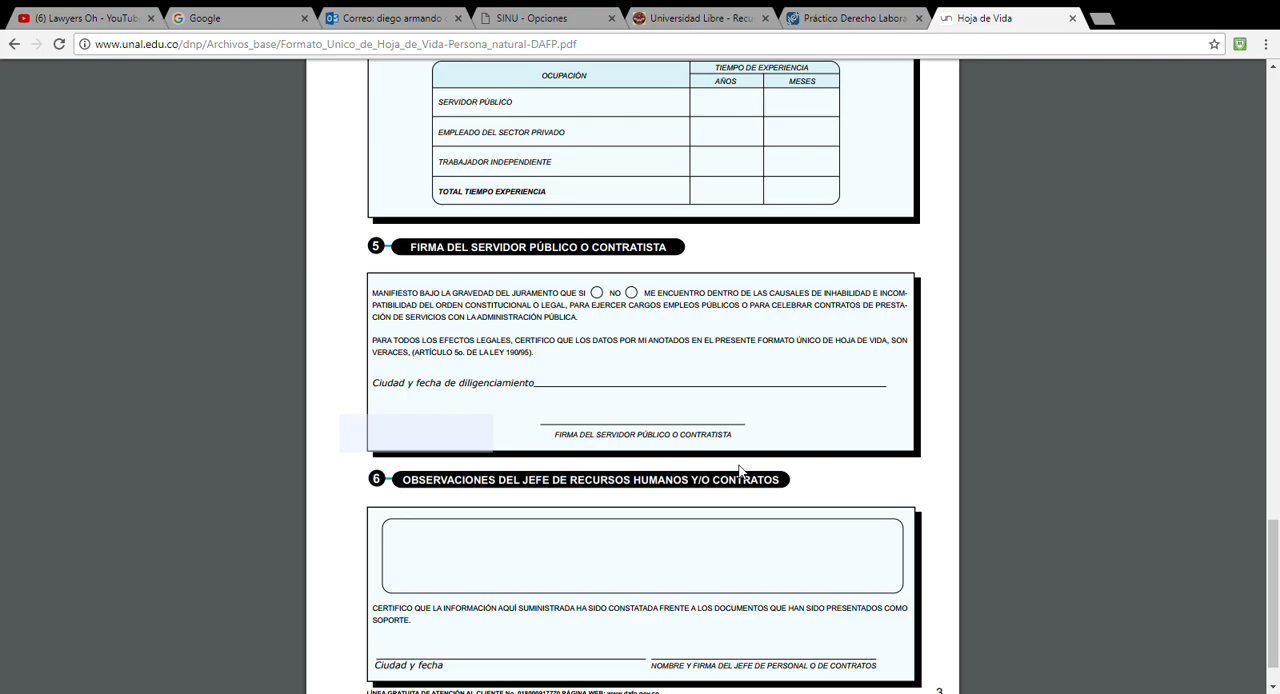 (6) Lawyers Oh - YouTub
Google
Correo: diego armando
SINU - Opciones
Universidad Libre - Recu
Práctico Derecho Labora
Hoja de Vida
www.unal.edu.co/dnp/Archivos_base/Formato_Unico_de_Hoja_de_Vida-Persona_natural-DAFP.pdf
OCUPACIÓN
TIEMPO DE EXPERIENCIA
AÑOS
MESES
SERVIDOR PÚBLICO
EMPLEADO DEL SECTOR PRIVADO
TRABAJADOR INDEPENDIENTE
TOTAL TIEMPO EXPERIENCIA
5 FIRMA DEL SERVIDOR PÚBLICO O CONTRATISTA
MANIFIESTO BAJO LA GRAVEDAD DEL JURAMENTO QUE SI NO ME ENCUENTRO DENTRO DE LAS CAUSALES DE INHABILIDAD E INCOM-
PATIBILIDAD DEL ORDEN CONSTITUCIONAL O LEGAL, PARA EJERCER CARGOS EMPLEOS PÚBLICOS O PARA CELEBRAR CONTRATOS DE PRESTA-
CIÓN DE SERVICIOS CON LA ADMINISTRACIÓN PÚBLICA.
PARA TODOS LOS EFECTOS LEGALES, CERTIFICO QUE LOS DATOS POR MI ANOTADOS EN EL PRESENTE FORMATO ÚNICO DE HOJA DE VIDA, SON
VERACES, (ARTÍCULO 5o. DE LA LEY 190/95).
Ciudad y fecha de diligenciamiento
FIRMA DEL SERVIDOR PÚBLICO O CONTRATISTA
6 OBSERVACIONES DEL JEFE DE RECURSOS HUMANOS Y/O CONTRATOS
CERTIFICO QUE LA INFORMACIÓN AQUÍ SUMINISTRADA HA SIDO CONSTATADA FRENTE A LOS DOCUMENTOS QUE HAN SIDO PRESENTADOS COMO
SOPORTE.
Ciudad y fecha
NOMBRE Y FIRMA DEL JEFE DE PERSONAL O DE CONTRATOS
LÍNEA GRATUITA DE ATENCIÓN AL CLIENTE No. 018000917770 PÁGINA WEB: www.dafp.gov.co
3